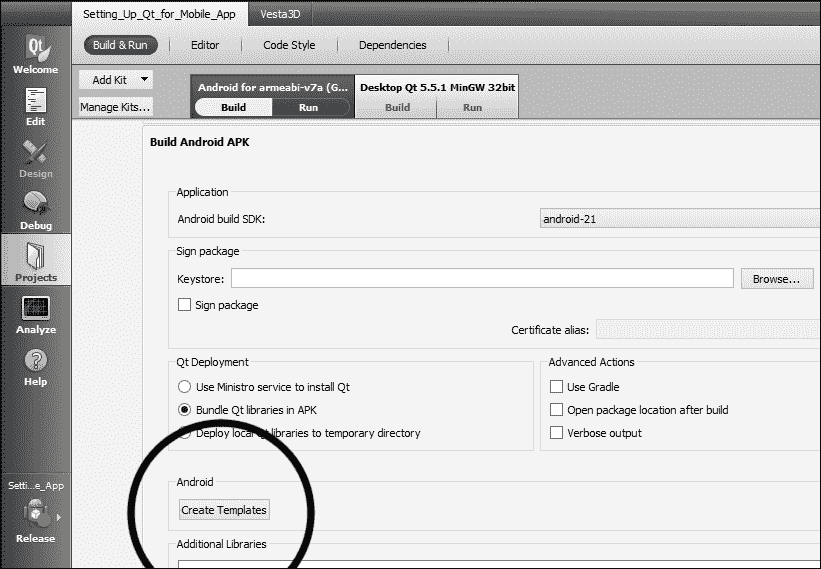 Setting_Up_Qt_for_Mobile_App Vesta3D
Build & Run Editor Code Style Dependencies
Add Kit
Manage Kits...
Android for armeabi-v7a (G... Desktop Qt 5.5.1 MinGW 32bit
Build Run Build Run
Qt
Welcome
Edit
Design
Debug
Projects
Analyze
Help
Setti...e_App
Release
Build Android APK
Application
Android build SDK: android-21
Sign package
Keystore: Browse...
Sign package
Certificate alias:
Qt Deployment
Use Ministro service to install Qt
Bundle Qt libraries in APK
Deploy local Qt libraries to temporary directory
Advanced Actions
Use Gradle
Open package location after build
Verbose output
Android
Create Templates
Additional Libraries